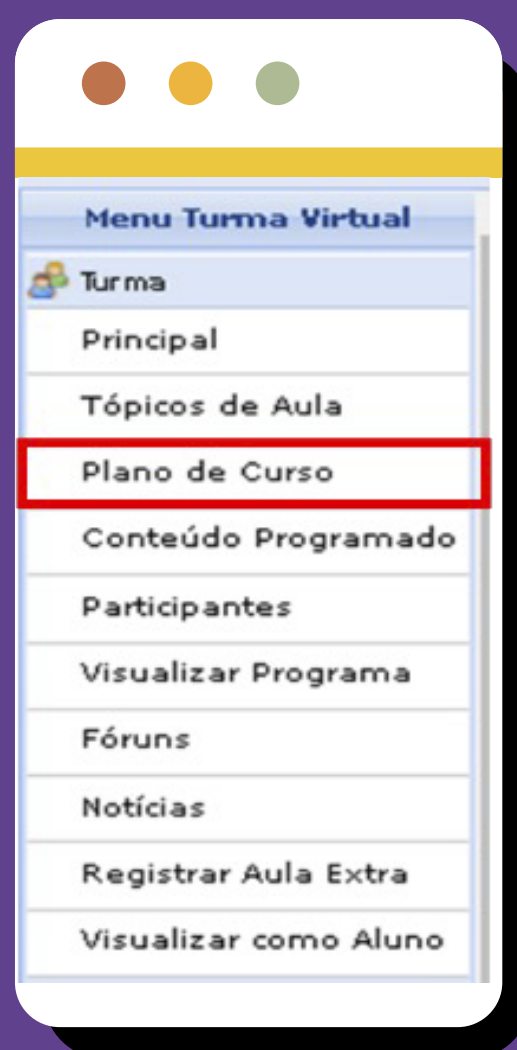 Menu Turma Virtual
Turma
Principal
Tópicos de Aula
Plano de Curso
Conteúdo Programado
Participantes
Visualizar Programa
Fóruns
Notícias
Registrar Aula Extra
Visualizar como Aluno